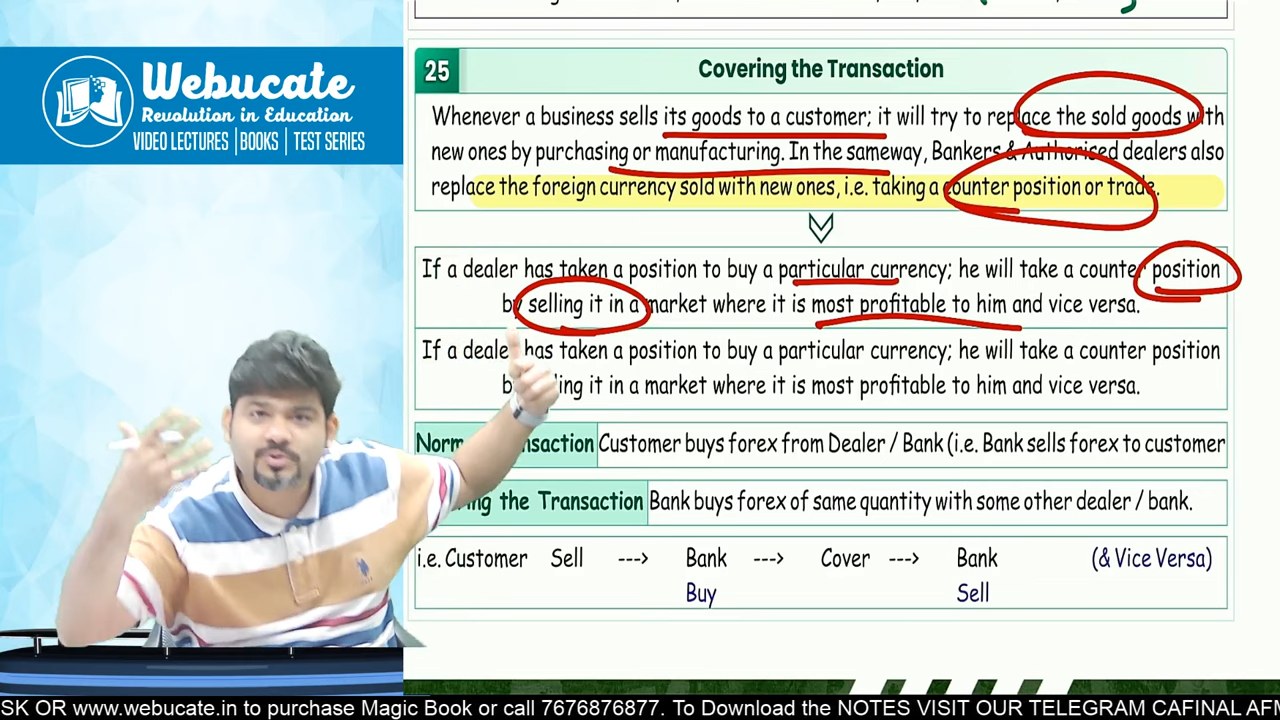 Webucate
Revolution in Education
VIDEO LECTURES | BOOKS | TEST SERIES
25 Covering the Transaction
Whenever a business sells its goods to a customer; it will try to replace the sold goods with
new ones by purchasing or manufacturing. In the sameway, Bankers & Authorised dealers also
replace the foreign currency sold with new ones, i.e. taking a counter position or trade.
If a dealer has taken a position to buy a particular currency; he will take a counter position
by selling it in a market where it is most profitable to him and vice versa.
If a dealer has taken a position to buy a particular currency; he will take a counter position
it in a market where it is most profitable to him and vice versa.
Customer buys forex from Dealer / Bank (i.e. Bank sells forex to customer
the Transaction Bank buys forex of same quantity with some other dealer / bank.
i.e. Customer Sell ---> Bank ---> Cover ---> Bank (& Vice Versa)
Buy Sell
SK OR www.webucate.in to purchase Magic Book or call 7676876877. To Download the NOTES VISIT OUR TELEGRAM CAFINAL AFM